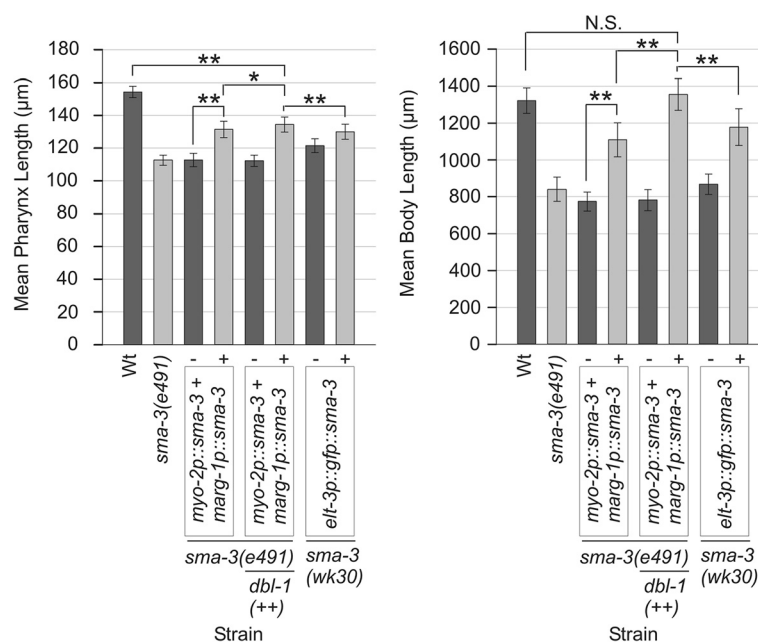 180
160
140
120
100
80
60
40
20
0
Mean Pharynx Length (µm)
**
*
**
**
Wt
sma-3(e491)
-
+
-
+
-
+
myo-2p::sma-3 +
marg-1p::sma-3
myo-2p::sma-3 +
marg-1p::sma-3
elt-3p::gfp::sma-3
sma-3(e491)
dbl-1
(++)
sma-3
(wk30)
Strain
1600
1400
1200
1000
800
600
400
200
0
Mean Body Length (µm)
N.S.
**
**
**
Wt
sma-3(e491)
-
+
-
+
-
+
myo-2p::sma-3 +
marg-1p::sma-3
myo-2p::sma-3 +
marg-1p::sma-3
elt-3p::gfp::sma-3
sma-3(e491)
dbl-1
(++)
sma-3
(wk30)
Strain